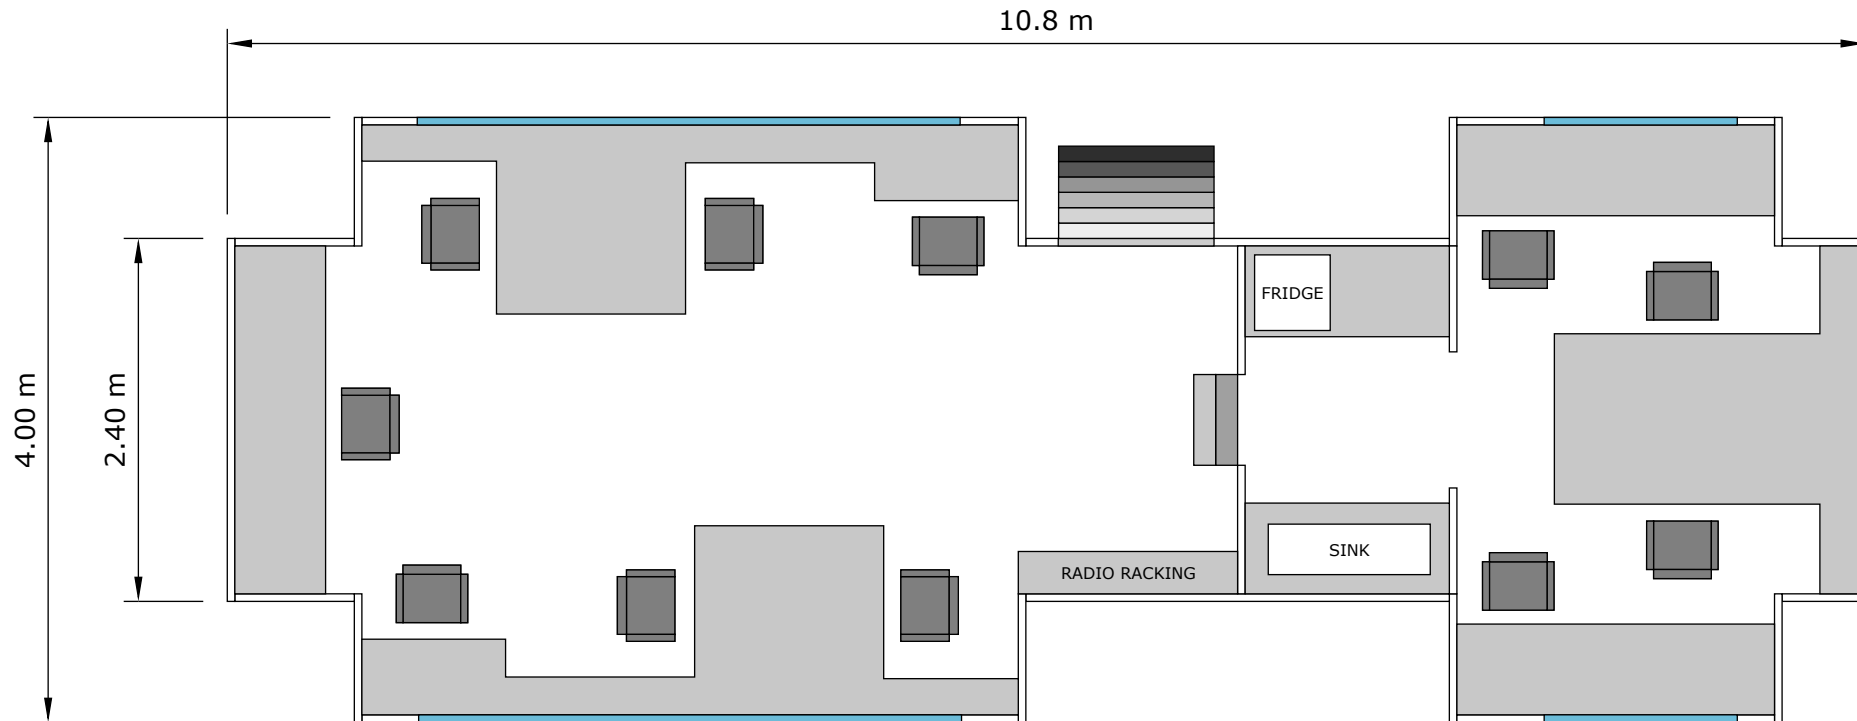 10.8 m
4.00 m
2.40 m
FRIDGE
SINK
RADIO RACKING